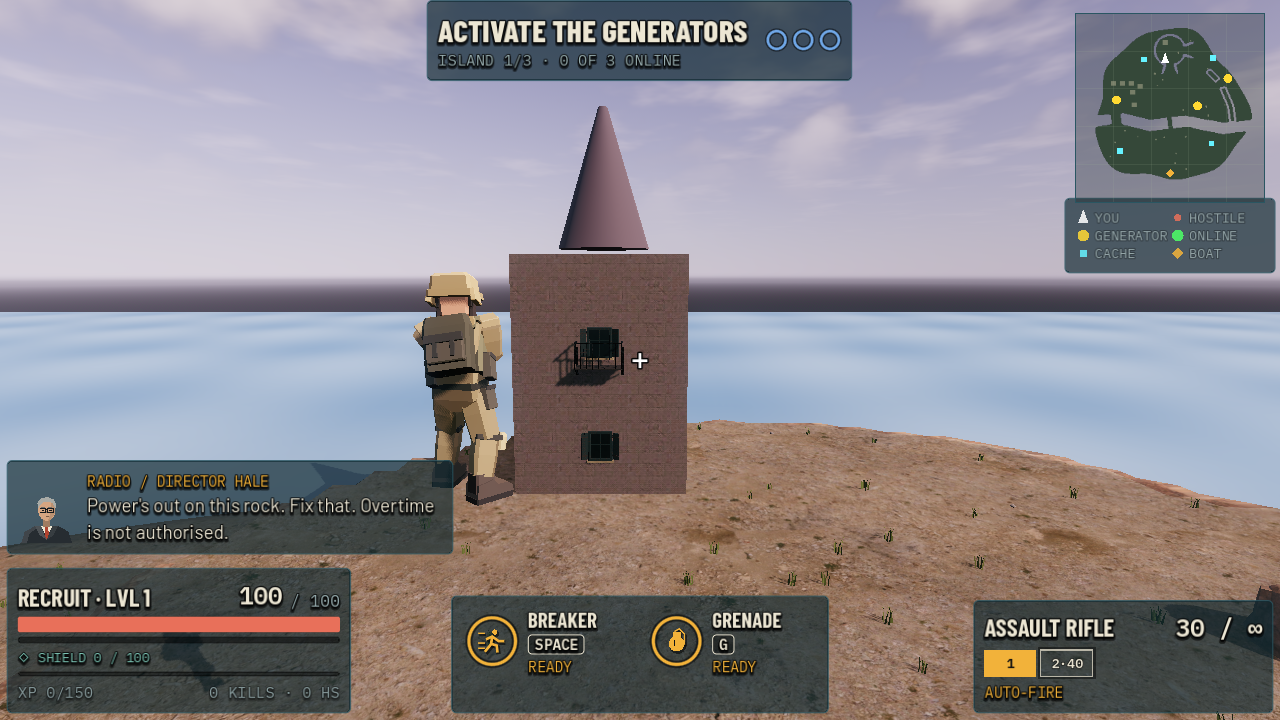 ACTIVATE THE GENERATORS
ISLAND 1/3 · 0 OF 3 ONLINE
YOU
HOSTILE
GENERATOR
ONLINE
CACHE
BOAT
RADIO / DIRECTOR HALE
Power's out on this rock. Fix that. Overtime
is not authorised.
RECRUIT · LVL 1
100 / 100
SHIELD 0 / 100
XP 0/150
0 KILLS · 0 HS
BREAKER
SPACE
READY
GRENADE
G
READY
ASSAULT RIFLE
30 / ∞
1
2·40
AUTO-FIRE